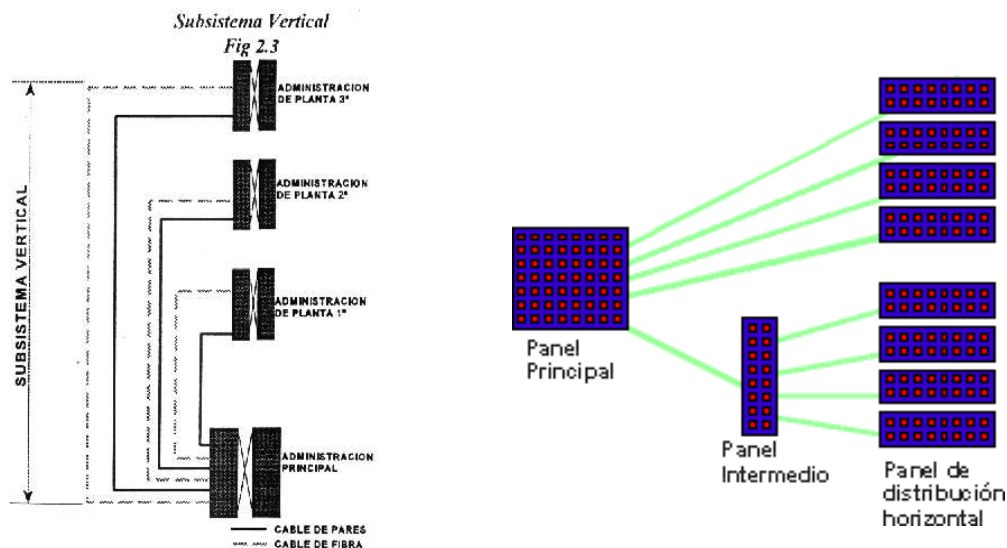 Subsistema Vertical
Fig 2.3
ADMINISTRACION
DE PLANTA 3ª
ADMINISTRACION
DE PLANTA 2ª
ADMINISTRACION
DE PLANTA 1ª
SUBSISTEMA VERTICAL
ADMINISTRACION
PRINCIPAL
CABLE DE PARES
CABLE DE FIBRA
Panel
Principal
Panel
Intermedio
Panel de
distribución
horizontal